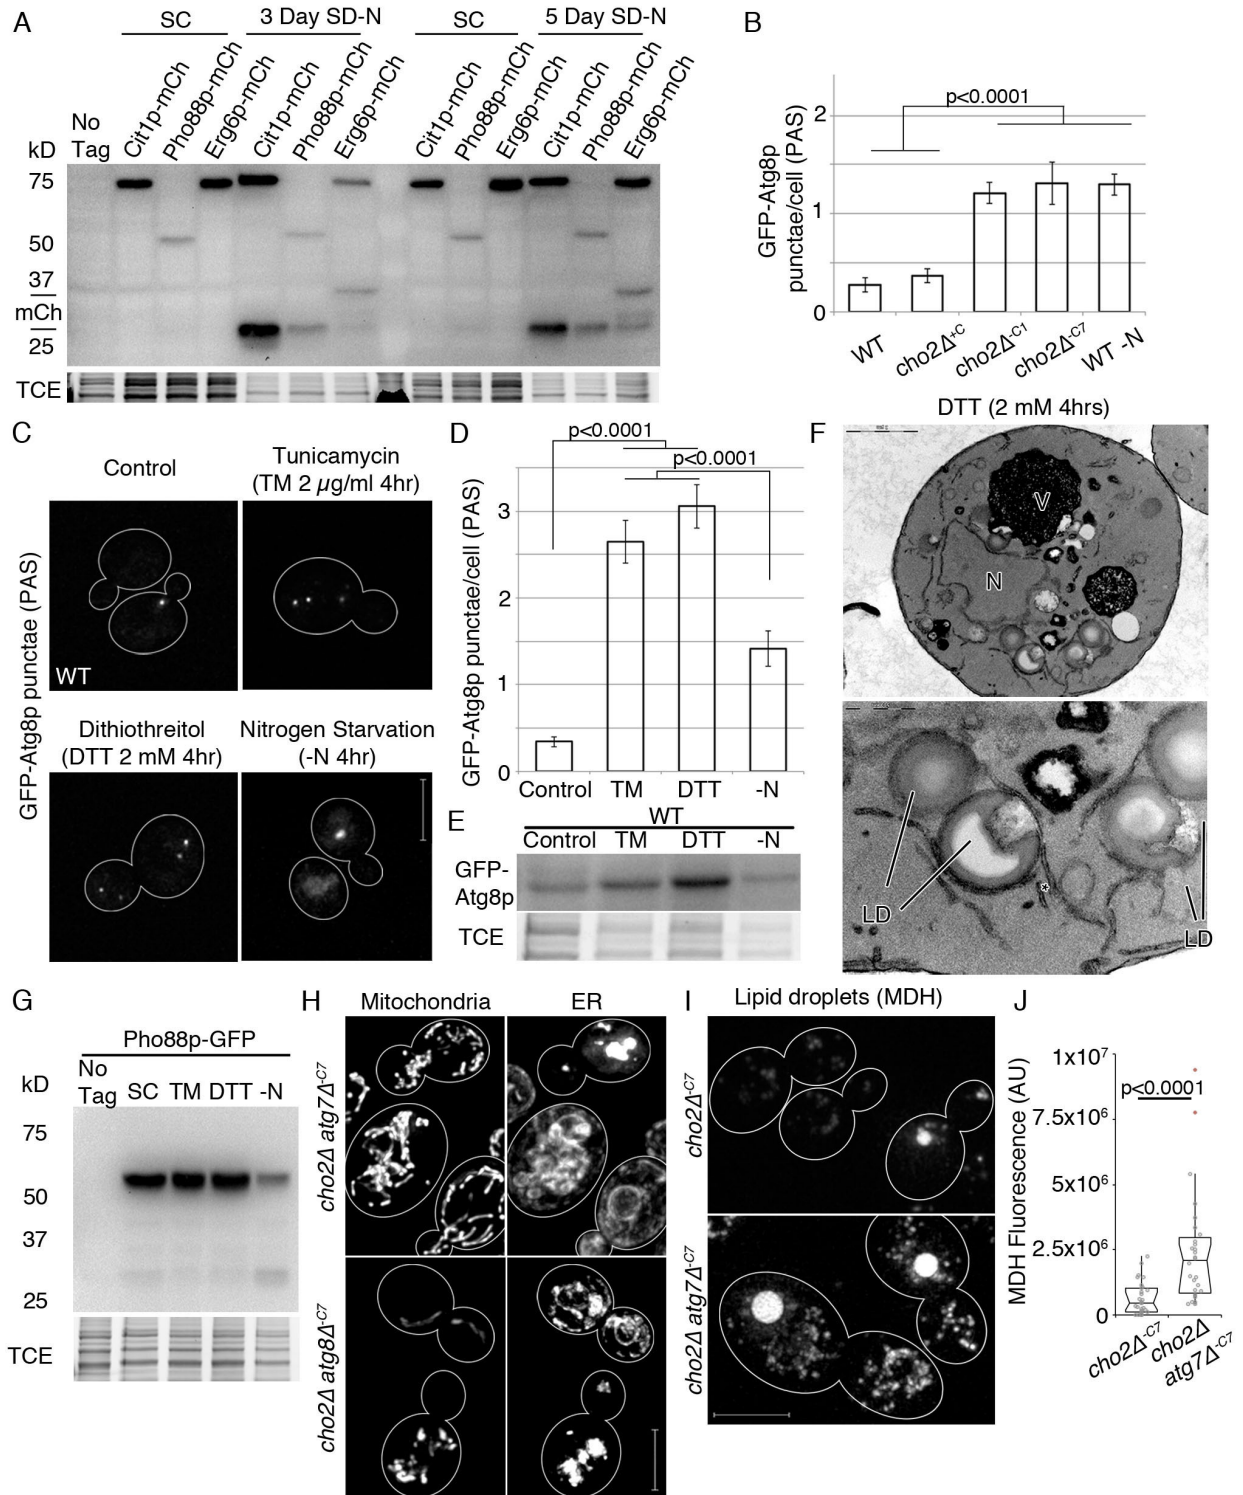 A
SC
3 Day SD-N
SC
5 Day SD-N
Cit1p-mCh
Pho88p-mCh
Erg6p-mCh
Cit1p-mCh
Pho88p-mCh
Erg6p-mCh
Cit1p-mCh
Pho88p-mCh
Erg6p-mCh
Cit1p-mCh
Pho88p-mCh
Erg6p-mCh
No
Tag
kD
75
50
37
mCh
25
TCE
B
GFP-Atg8p
punctae/cell (PAS)
p<0.0001
2
1
0
WT
cho2Δ+C
cho2Δ-C1
cho2Δ-C7
WT -N
C
GFP-Atg8p punctae (PAS)
Control
Tunicamycin
(TM 2 µg/ml 4hr)
WT
Dithiothreitol
(DTT 2 mM 4hr)
Nitrogen Starvation
(-N 4hr)
D
GFP-Atg8p punctae/cell (PAS)
p<0.0001
p<0.0001
3
2
1
0
Control
TM
DTT
-N
E
WT
Control
TM
DTT
-N
GFP-
Atg8p
TCE
F
DTT (2 mM 4hrs)
V
N
LD
*
LD
G
Pho88p-GFP
No
Tag
SC
TM
DTT
-N
kD
75
50
37
25
TCE
H
Mitochondria
ER
cho2Δ atg7Δ-C7
cho2Δ atg8Δ-C7
I
Lipid droplets (MDH)
cho2Δ-C7
cho2Δ atg7Δ-C7
J
MDH Fluorescence (AU)
1x10⁷
p<0.0001
7.5x10⁶
5x10⁶
2.5x10⁶
0
cho2Δ-C7
cho2Δ
atg7Δ-C7